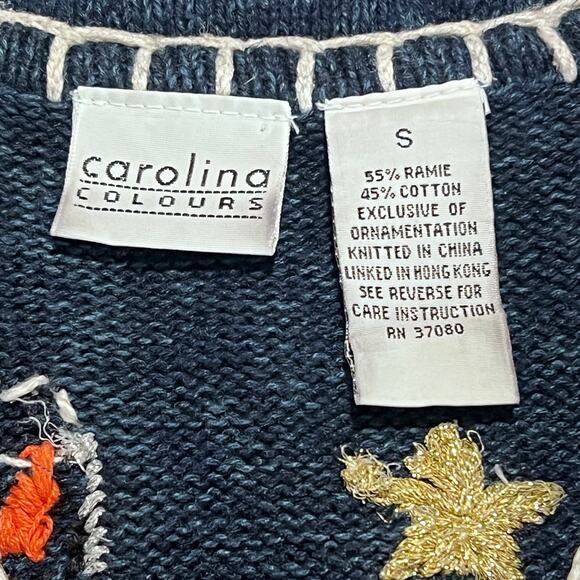 carolina
COLOURS
S
55% RAMIE
45% COTTON
EXCLUSIVE OF
ORNAMENTATION
KNITTED IN CHINA
LINKED IN HONG KONG
SEE REVERSE FOR
CARE INSTRUCTION
RN 37080